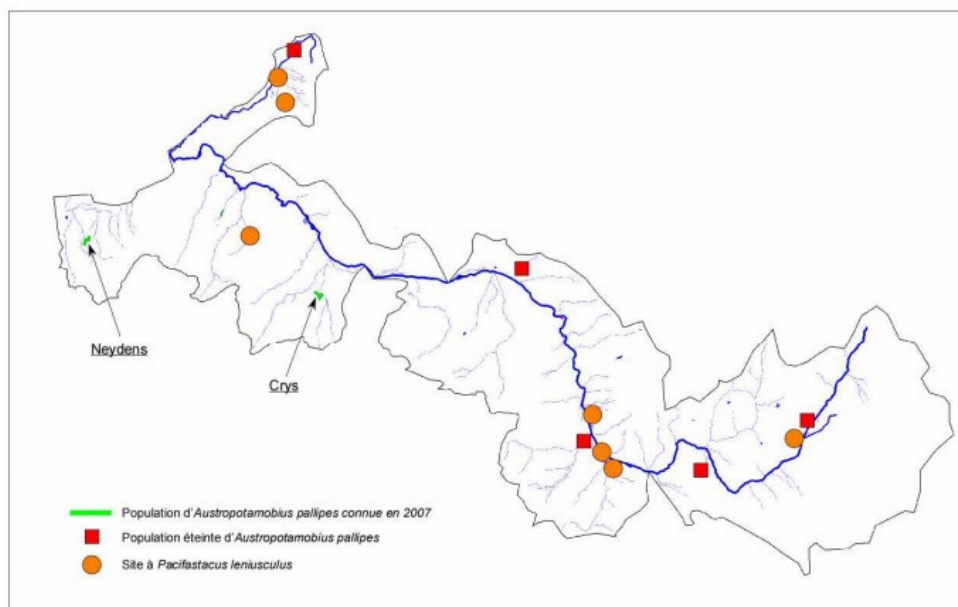 Neydens
Crys
Population d'Austropotamobius pallipes connue en 2007
Population éteinte d'Austropotamobius pallipes
Site à Pacifastacus leniusculus